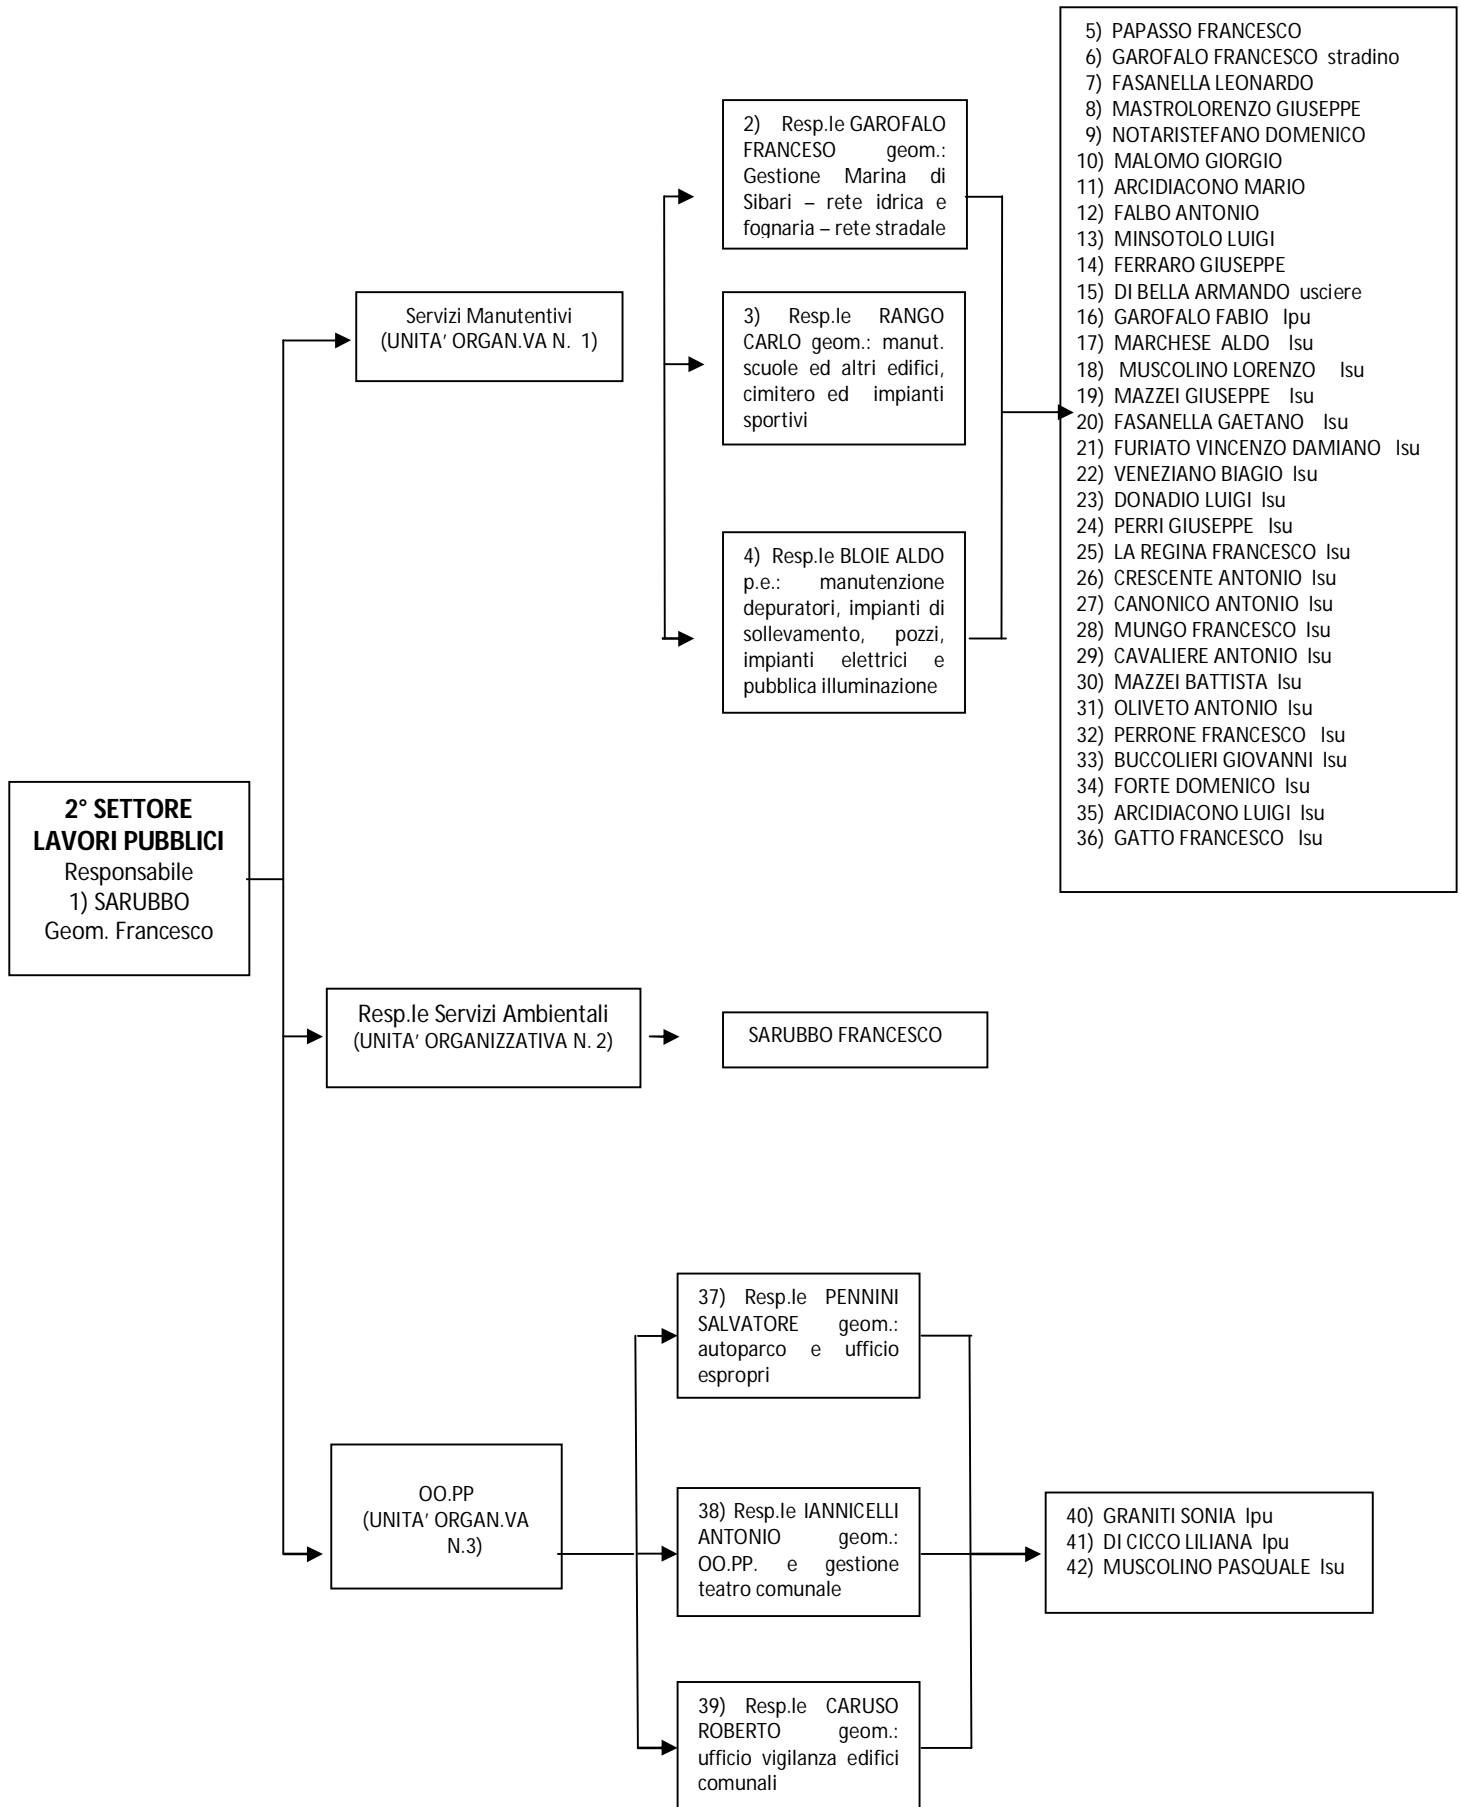 2° SETTORE
LAVORI PUBBLICI
Responsabile
1) SARUBBO
Geom. Francesco
Servizi Manutentivi
(UNITA' ORGAN.VA N. 1)
2) Resp.le GAROFALO
FRANCESO geom.:
Gestione Marina di
Sibari – rete idrica e
fognaria – rete stradale
3) Resp.le RANGO
CARLO geom.: manut.
scuole ed altri edifici,
cimitero ed impianti
sportivi
4) Resp.le BLOIE ALDO
p.e.: manutenzione
depuratori, impianti di
sollevamento, pozzi,
impianti elettrici e
pubblica illuminazione
5) PAPASSO FRANCESCO
6) GAROFALO FRANCESCO stradino
7) FASANELLA LEONARDO
8) MASTROLORENZO GIUSEPPE
9) NOTARISTEFANO DOMENICO
10) MALOMO GIORGIO
11) ARCIDIACONO MARIO
12) FALBO ANTONIO
13) MINSOTOLO LUIGI
14) FERRARO GIUSEPPE
15) DI BELLA ARMANDO usciere
16) GAROFALO FABIO lpu
17) MARCHESE ALDO lsu
18) MUSCOLINO LORENZO lsu
19) MAZZEI GIUSEPPE lsu
20) FASANELLA GAETANO lsu
21) FURIATO VINCENZO DAMIANO lsu
22) VENEZIANO BIAGIO lsu
23) DONADIO LUIGI lsu
24) PERRI GIUSEPPE lsu
25) LA REGINA FRANCESCO lsu
26) CRESCENTE ANTONIO lsu
27) CANONICO ANTONIO lsu
28) MUNGO FRANCESCO lsu
29) CAVALIERE ANTONIO lsu
30) MAZZEI BATTISTA lsu
31) OLIVETO ANTONIO lsu
32) PERRONE FRANCESCO lsu
33) BUCCOLIERI GIOVANNI lsu
34) FORTE DOMENICO lsu
35) ARCIDIACONO LUIGI lsu
36) GATTO FRANCESCO lsu
Resp.le Servizi Ambientali
(UNITA' ORGANIZZATIVA N. 2)
SARUBBO FRANCESCO
OO.PP
(UNITA' ORGAN.VA
N.3)
37) Resp.le PENNINI
SALVATORE geom.:
autoparco e ufficio
espropri
38) Resp.le IANNICELLI
ANTONIO geom.:
OO.PP. e gestione
teatro comunale
39) Resp.le CARUSO
ROBERTO geom.:
ufficio vigilanza edifici
comunali
40) GRANITI SONIA lpu
41) DI CICCO LILIANA lpu
42) MUSCOLINO PASQUALE lsu